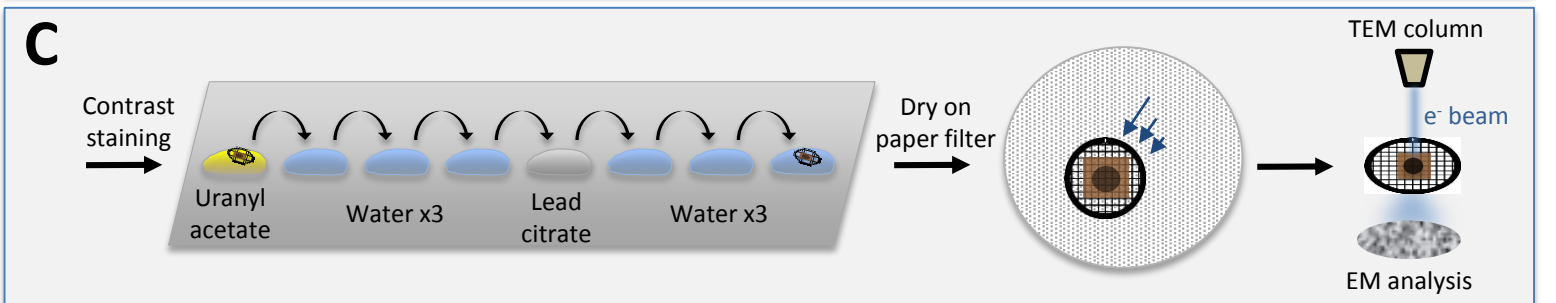 C
Contrast
staining
Uranyl
acetate
Water x3
Lead
citrate
Water x3
Dry on
paper filter
TEM column
e- beam
EM analysis